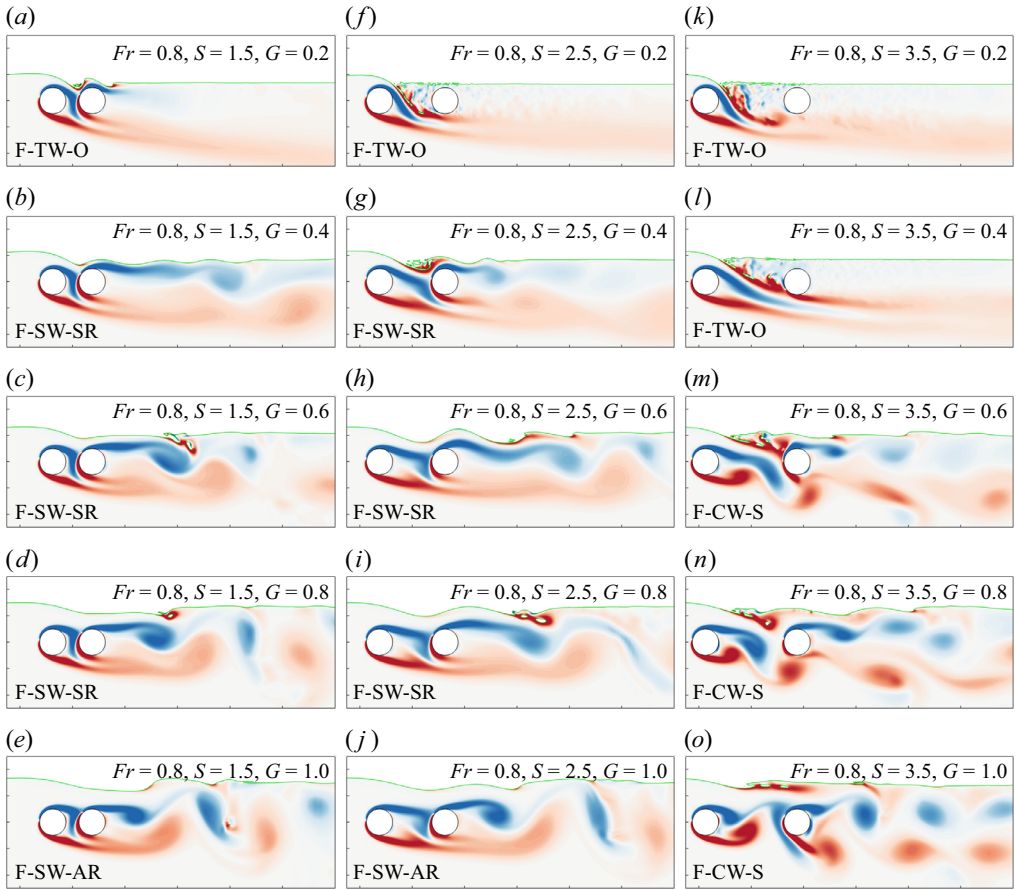 (a)
Fr = 0.8, S = 1.5, G = 0.2
F-TW-O
(f)
Fr = 0.8, S = 2.5, G = 0.2
F-TW-O
(k)
Fr = 0.8, S = 3.5, G = 0.2
F-TW-O
(b)
Fr = 0.8, S = 1.5, G = 0.4
F-SW-SR
(g)
Fr = 0.8, S = 2.5, G = 0.4
F-SW-SR
(l)
Fr = 0.8, S = 3.5, G = 0.4
F-TW-O
(c)
Fr = 0.8, S = 1.5, G = 0.6
F-SW-SR
(h)
Fr = 0.8, S = 2.5, G = 0.6
F-SW-SR
(m)
Fr = 0.8, S = 3.5, G = 0.6
F-CW-S
(d)
Fr = 0.8, S = 1.5, G = 0.8
F-SW-SR
(i)
Fr = 0.8, S = 2.5, G = 0.8
F-SW-SR
(n)
Fr = 0.8, S = 3.5, G = 0.8
F-CW-S
(e)
Fr = 0.8, S = 1.5, G = 1.0
F-SW-AR
(j)
Fr = 0.8, S = 2.5, G = 1.0
F-SW-AR
(o)
Fr = 0.8, S = 3.5, G = 1.0
F-CW-S